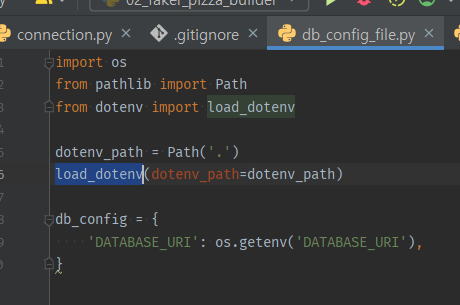 02_faker_pizza_builder
connection.py × .gitignore × db_config_file.py ×
import os
from pathlib import Path
3 from dotenv import load_dotenv
dotenv_path = Path('.')
load_dotenv(dotenv_path=dotenv_path)
db_config = {
'DATABASE_URI': os.getenv('DATABASE_URI'),
}